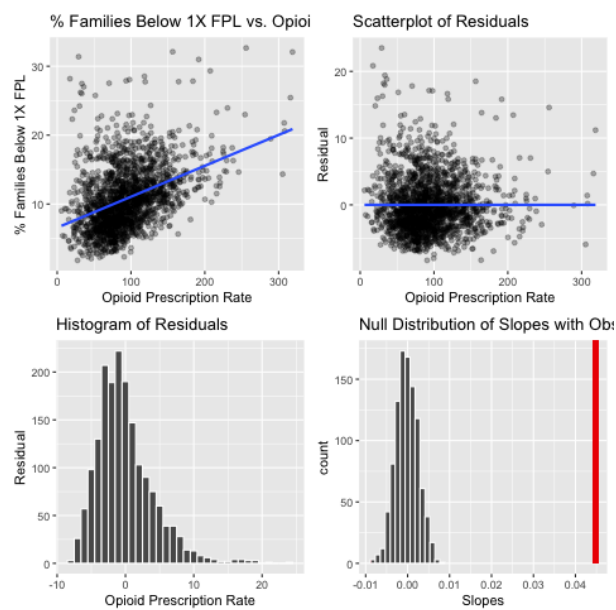 % Families Below 1X FPL vs. Opioi
% Families Below 1X FPL
30
20
10
0
100
200
300
Opioid Prescription Rate
Scatterplot of Residuals
Residual
20
10
0
0
100
200
300
Opioid Prescription Rate
Histogram of Residuals
Residual
200
150
100
50
0
-10
0
10
20
Opioid Prescription Rate
Null Distribution of Slopes with Obs
count
150
100
50
0
-0.01
0.00
0.01
0.02
0.03
0.04
Slopes